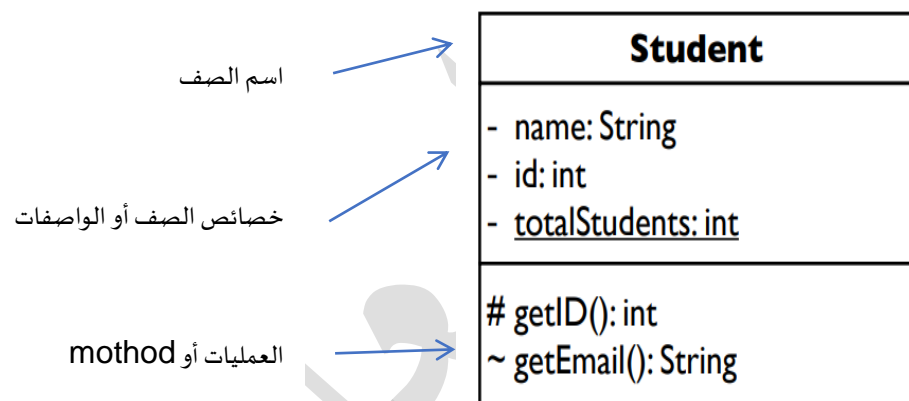 Student
اسم الصف
- name: String
- id: int
- totalStudents: int
خصائص الصف أو الواصفات
# getID(): int
~ getEmail(): String
العمليات أو mothod